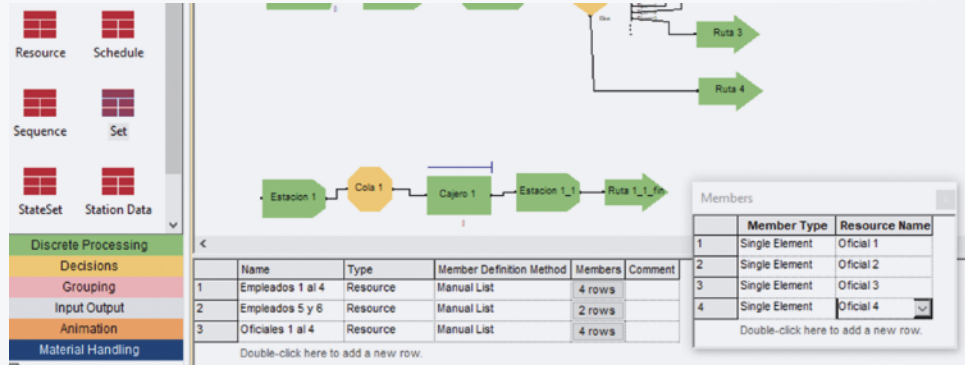 Resource
Schedule
Sequence
Set
StateSet
Station Data
Discrete Processing
Decisions
Grouping
Input Output
Animation
Material Handling
Ruta 3
Ruta 4
Estacion 1
Cola 1
Cajero 1
Estacion 1_1
Ruta 1_1_fin
<
Name Type Member Definition Method Members Comment
1 Empleados 1 al 4 Resource Manual List 4 rows
2 Empleados 5 y 6 Resource Manual List 2 rows
3 Oficiales 1 al 4 Resource Manual List 4 rows
Double-click here to add a new row.
Members
Member Type Resource Name
1 Single Element Oficial 1
2 Single Element Oficial 2
3 Single Element Oficial 3
4 Single Element Oficial 4
Double-click here to add a new row.